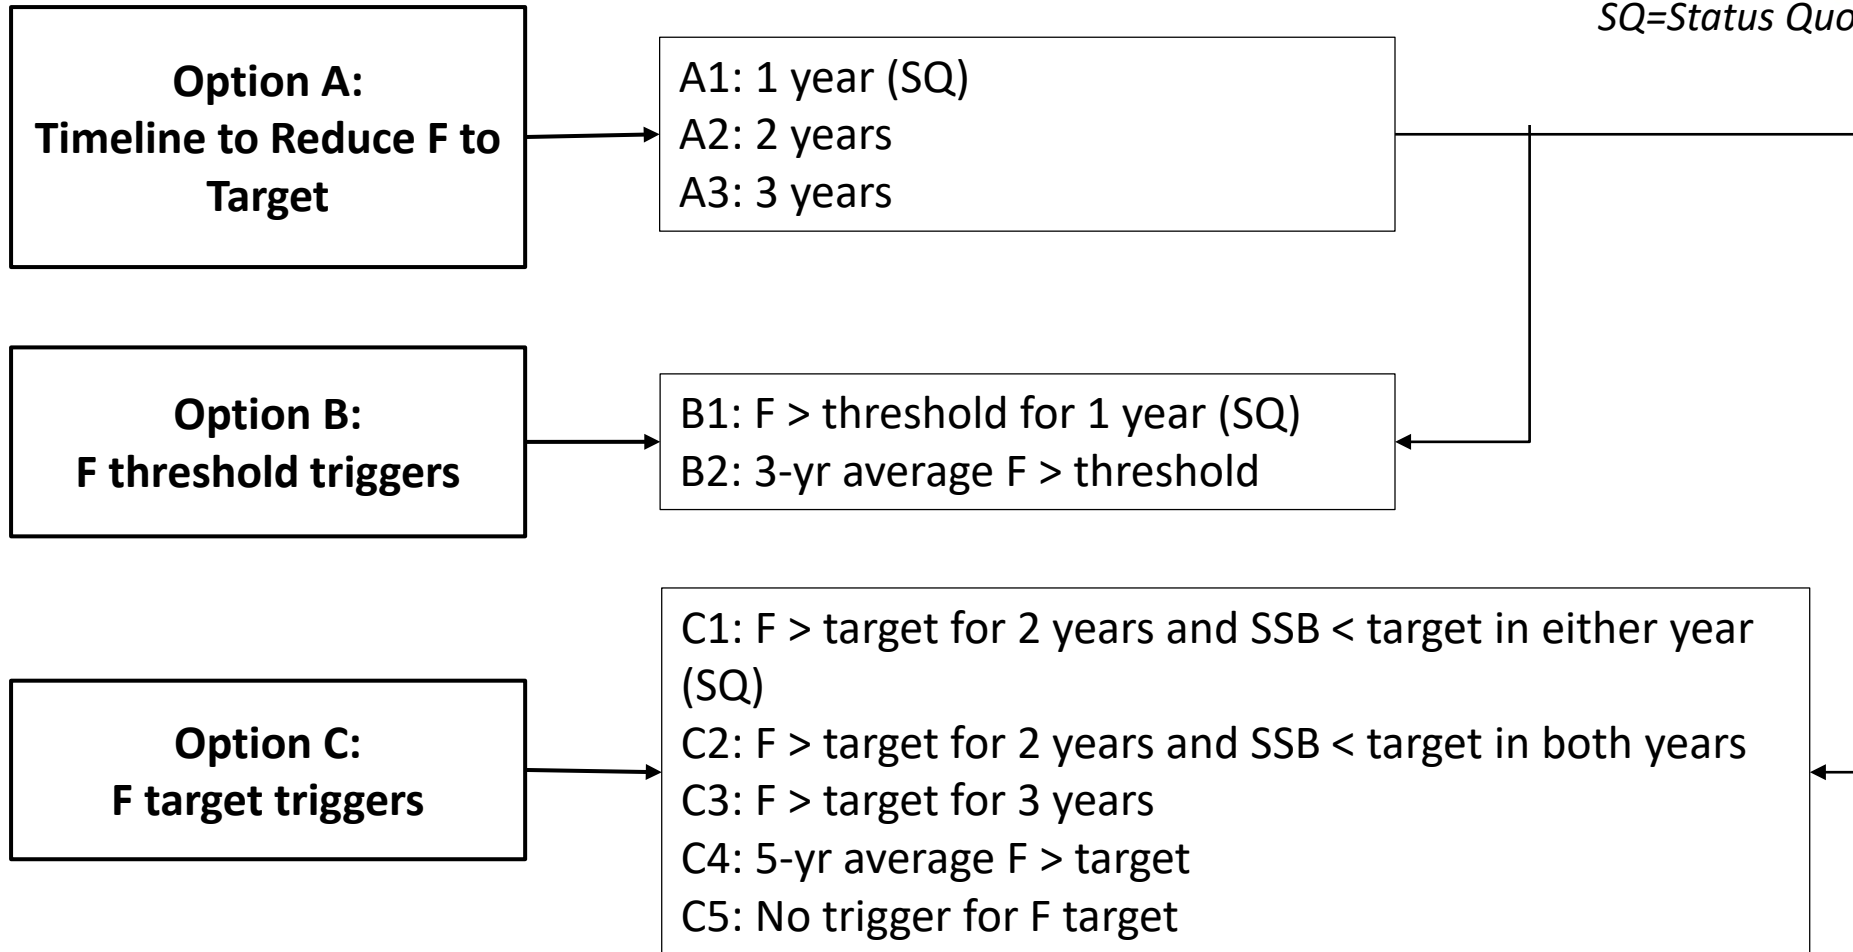 SQ=Status Quo
Option A:
Timeline to Reduce F to
Target
A1: 1 year (SQ)
A2: 2 years
A3: 3 years
Option B:
F threshold triggers
B1: F > threshold for 1 year (SQ)
B2: 3-yr average F > threshold
Option C:
F target triggers
C1: F > target for 2 years and SSB < target in either year
(SQ)
C2: F > target for 2 years and SSB < target in both years
C3: F > target for 3 years
C4: 5-yr average F > target
C5: No trigger for F target